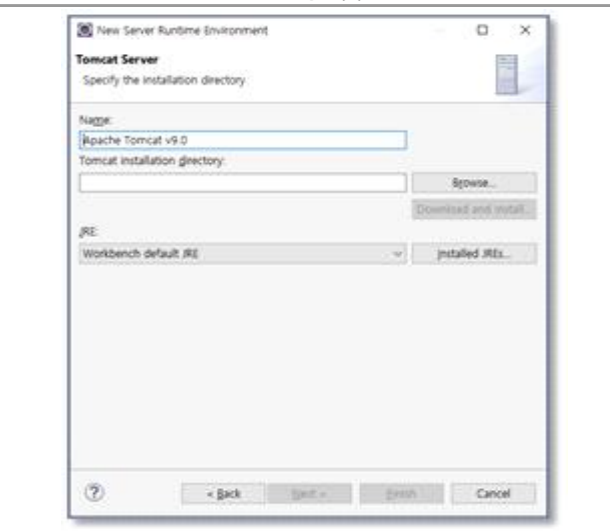 New Server Runtime Environment
Tomcat Server
Specify the installation directory
Name:
Apache Tomcat v9.0
Tomcat installation directory:
Browse...
Download and install...
JRE:
Workbench default JRE
Installed JREs...
< Back
Next >
Finish
Cancel